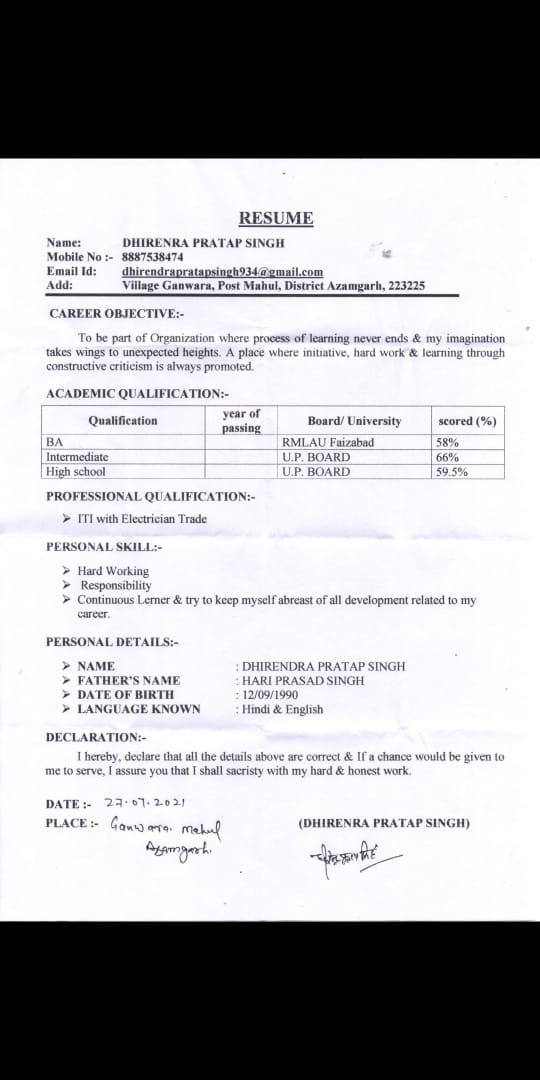 RESUME
Name: DHIRENRA PRATAP SINGH
Mobile No :- 8887538474
Email Id: dhirendrapratapsingh934@gmail.com
Add: Village Ganwara, Post Mahul, District Azamgarh, 223225
CAREER OBJECTIVE:-
To be part of Organization where process of learning never ends & my imagination
takes wings to unexpected heights. A place where initiative, hard work & learning through
constructive criticism is always promoted.
ACADEMIC QUALIFICATION:-
Qualification year of passing Board/ University scored (%)
BA RMLAU Faizabad 58%
Intermediate U.P. BOARD 66%
High school U.P. BOARD 59.5%
PROFESSIONAL QUALIFICATION:-
➢ ITI with Electrician Trade
PERSONAL SKILL:-
➢ Hard Working
➢ Responsibility
➢ Continuous Lerner & try to keep myself abreast of all development related to my
career.
PERSONAL DETAILS:-
➢ NAME : DHIRENDRA PRATAP SINGH
➢ FATHER'S NAME : HARI PRASAD SINGH
➢ DATE OF BIRTH : 12/09/1990
➢ LANGUAGE KNOWN : Hindi & English
DECLARATION:-
I hereby, declare that all the details above are correct & If a chance would be given to
me to serve, I assure you that I shall sacristy with my hard & honest work.
DATE :- 27.07.2021
PLACE :- Ganwara. Mahul (DHIRENRA PRATAP SINGH)
Azamgarh.